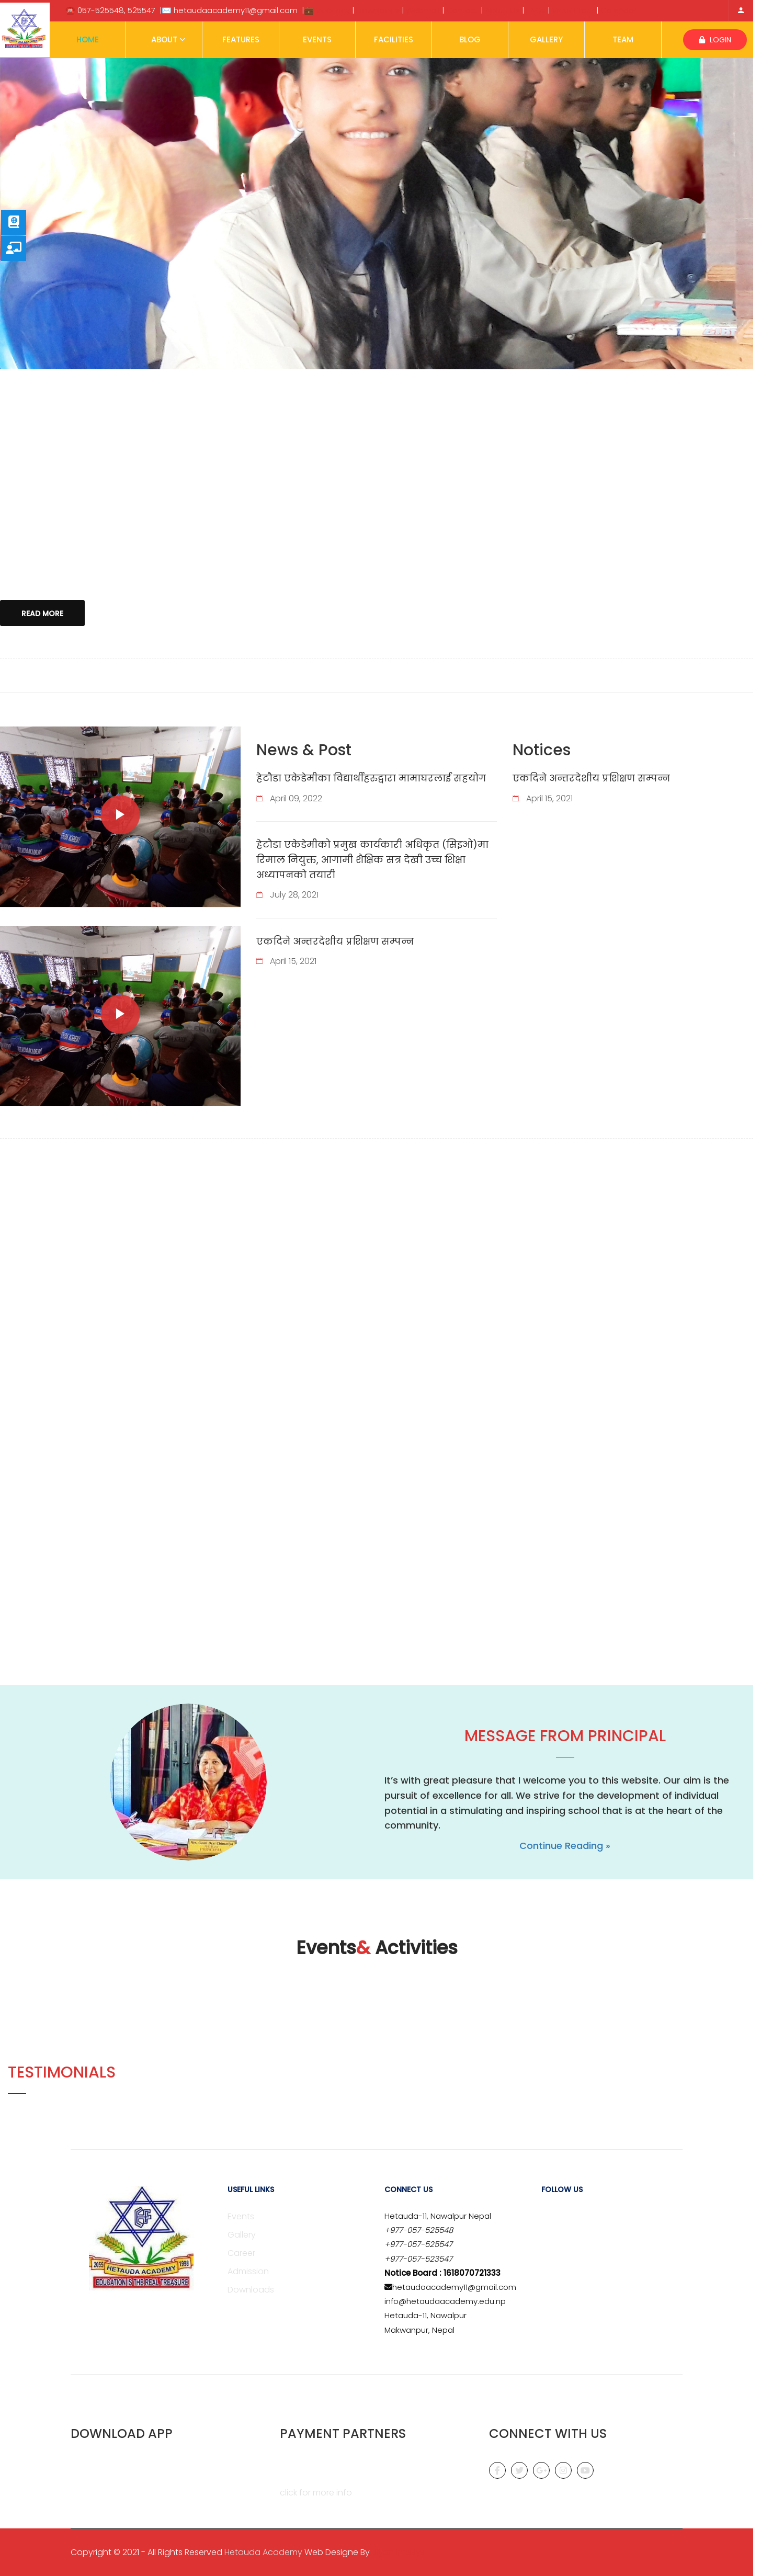 057-525548, 525547 | hetaudaacademy11@gmail.com |
HOME ABOUT FEATURES EVENTS FACILITIES BLOG GALLERY TEAM LOGIN
READ MORE
News & Post
हेटौडा एकेडेमीका विद्यार्थीहरुद्वारा मामाघरलाई सहयोग
April 09, 2022
हेटौडा एकेडेमीको प्रमुख कार्यकारी अधिकृत (सिइओ)मा
रिमाल नियुक्त, आगामी शैक्षिक सत्र देखी उच्च शिक्षा
अध्यापनको तयारी
July 28, 2021
एकदिने अन्तरदेशीय प्रशिक्षण सम्पन्न
April 15, 2021
Notices
एकदिने अन्तरदेशीय प्रशिक्षण सम्पन्न
April 15, 2021
MESSAGE FROM PRINCIPAL
It's with great pleasure that I welcome you to this website. Our aim is the
pursuit of excellence for all. We strive for the development of individual
potential in a stimulating and inspiring school that is at the heart of the
community.
Continue Reading »
Events& Activities
TESTIMONIALS
HETAUDA ACADEMY
EDUCATION IS THE REAL TREASURE
USEFUL LINKS
Events
Gallery
Career
Admission
Downloads
CONNECT US
Hetauda-11, Nawalpur Nepal
+977-057-525548
+977-057-525547
+977-057-523547
Notice Board : 1618070721333
hetaudaacademy11@gmail.com
info@hetaudaacademy.edu.np
Hetauda-11, Nawalpur
Makwanpur, Nepal
FOLLOW US
DOWNLOAD APP
PAYMENT PARTNERS
click for more info
CONNECT WITH US
Copyright © 2021 - All Rights Reserved Hetauda Academy Web Designe By